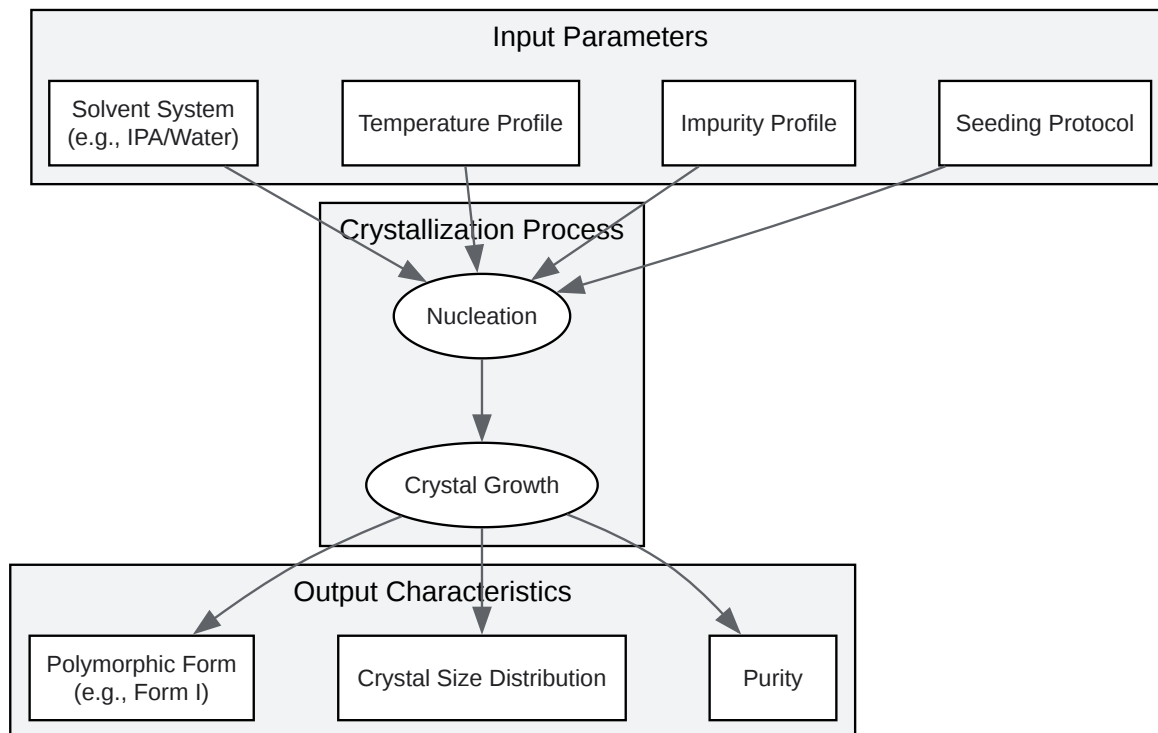 Input Parameters
Solvent System
(e.g., IPA/Water)
Temperature Profile
Impurity Profile
Seeding Protocol
Crystallization Process
Nucleation
Crystal Growth
Output Characteristics
Polymorphic Form
(e.g., Form I)
Crystal Size Distribution
Purity